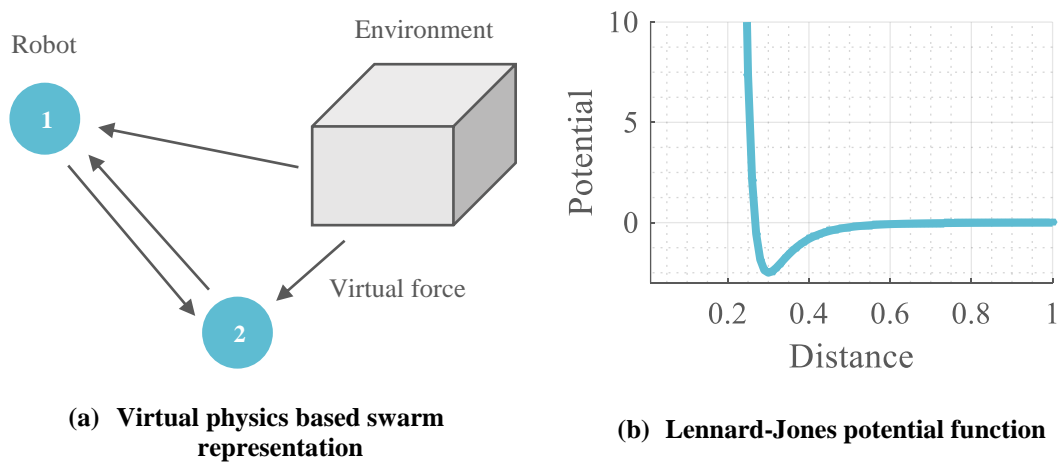 Robot
Environment
1
2
Virtual force
(a) Virtual physics based swarm
representation
10
5
0
Potential
0.2 0.4 0.6 0.8 1
Distance
(b) Lennard-Jones potential function